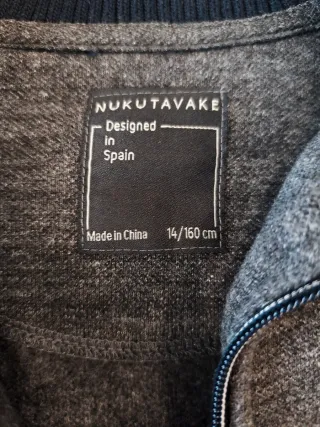 NUKUTAVAKE
Designed
in
Spain
Made in China 14/160 cm